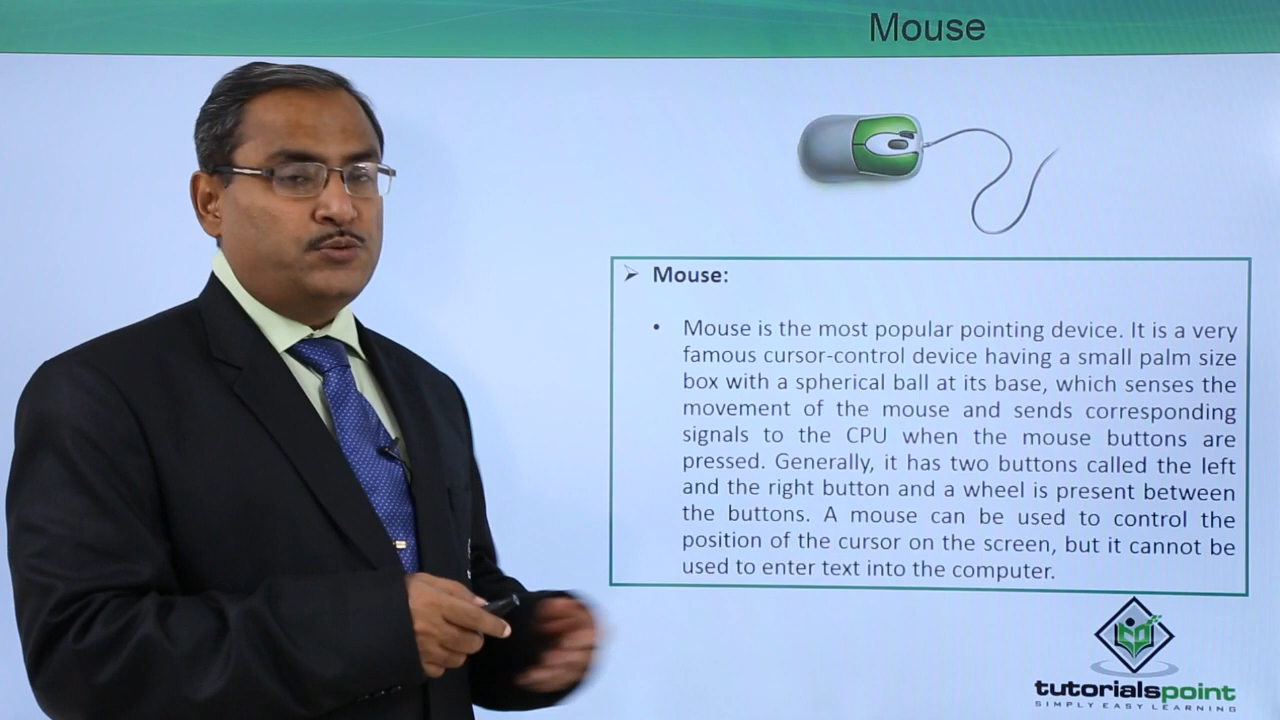 Mouse
➢ Mouse:
• Mouse is the most popular pointing device. It is a very
famous cursor-control device having a small palm size
box with a spherical ball at its base, which senses the
movement of the mouse and sends corresponding
signals to the CPU when the mouse buttons are
pressed. Generally, it has two buttons called the left
and the right button and a wheel is present between
the buttons. A mouse can be used to control the
position of the cursor on the screen, but it cannot be
used to enter text into the computer.
tutorialspoint
SIMPLY EASY LEARNING